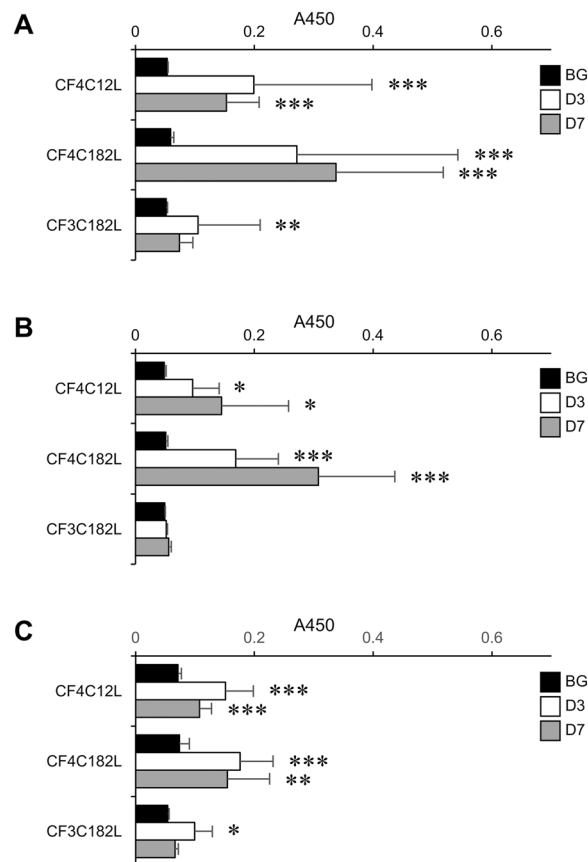 A
A450
0 0.2 0.4 0.6
CF4C12L *** BG
*** D3
D7
CF4C182L ***
***
CF3C182L **
B
A450
0 0.2 0.4 0.6
CF4C12L * BG
* D3
D7
CF4C182L ***
***
CF3C182L
C
A450
0 0.2 0.4 0.6
CF4C12L *** BG
*** D3
D7
CF4C182L ***
**
CF3C182L *